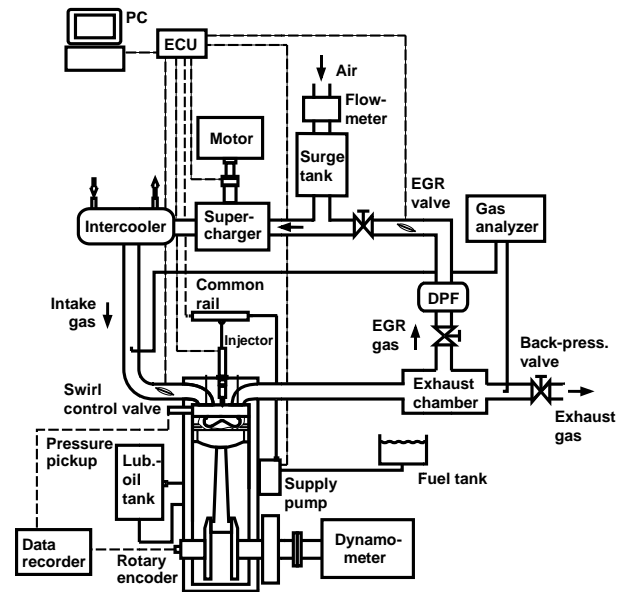 PC
ECU
Air
Flow-
meter
Motor
Surge
tank
EGR
valve
Gas
analyzer
Intercooler
Super-
charger
Common
rail
DPF
Intake
gas
Injector
EGR
gas
Back-press.
valve
Swirl
control valve
Exhaust
chamber
Exhaust
gas
Pressure
pickup
Lub.-
oil
tank
Supply
pump
Fuel tank
Data
recorder
Rotary
encoder
Dynamo-
meter